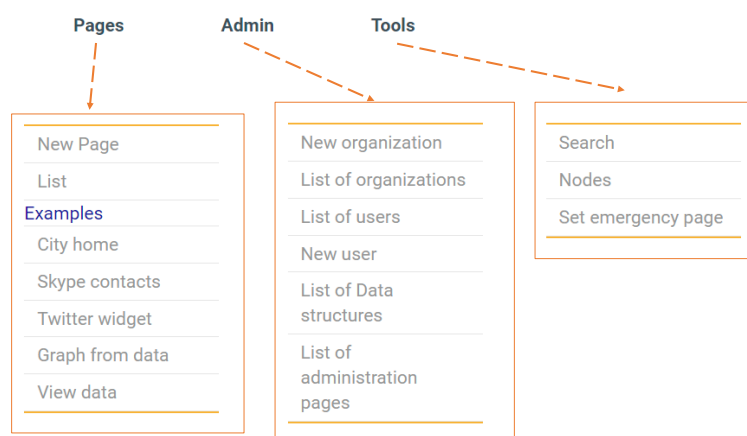 Pages
Admin
Tools
New Page
List
Examples
City home
Skype contacts
Twitter widget
Graph from data
View data
New organization
List of organizations
List of users
New user
List of Data
structures
List of
administration
pages
Search
Nodes
Set emergency page